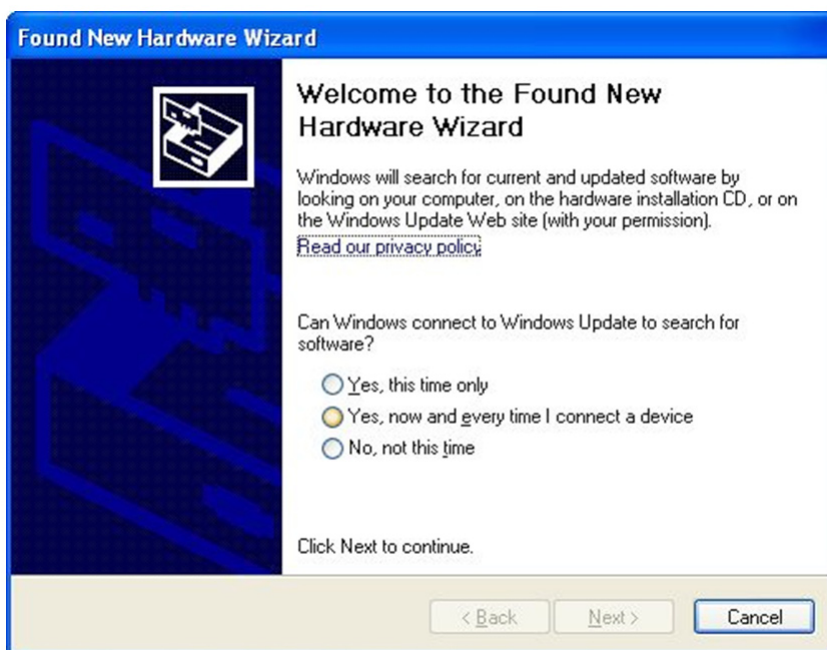 Found New Hardware Wizard
Welcome to the Found New
Hardware Wizard
Windows will search for current and updated software by
looking on your computer, on the hardware installation CD, or on
the Windows Update Web site (with your permission).
Read our privacy policy
Can Windows connect to Windows Update to search for
software?
Yes, this time only
Yes, now and every time I connect a device
No, not this time
Click Next to continue.
< Back Next > Cancel